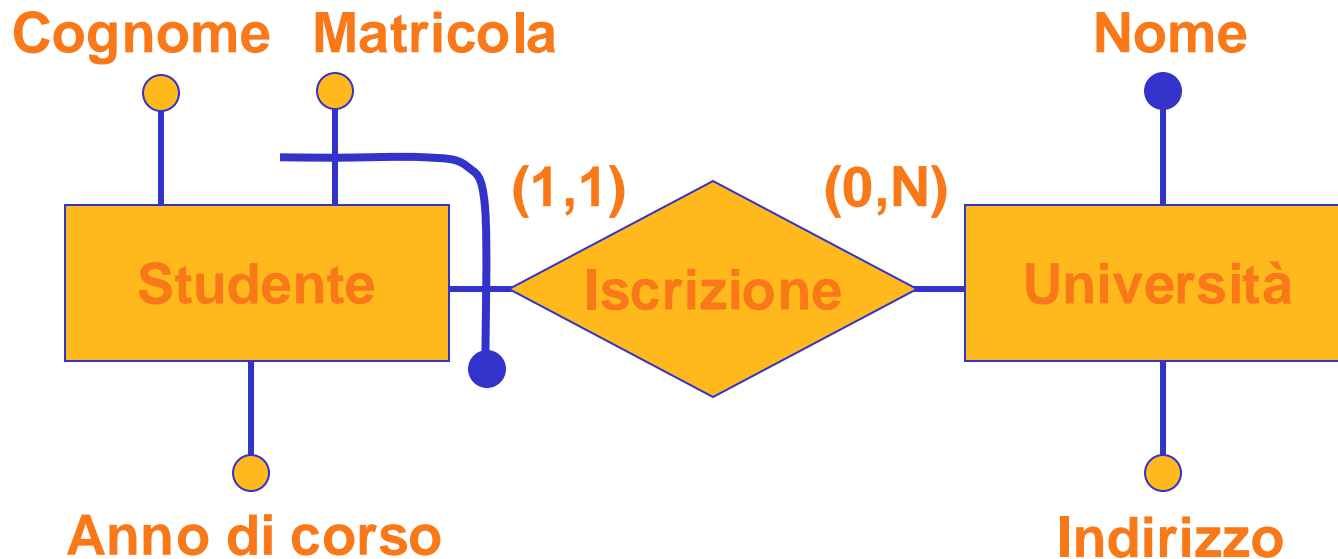 Cognome Matricola Nome
(1,1) (0,N)
Studente Iscrizione Università
Anno di corso Indirizzo